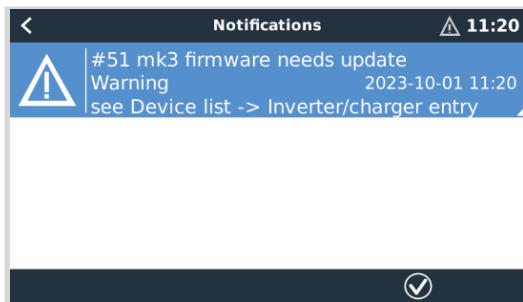 Notifications
11:20
#51 mk3 firmware needs update
Warning
2023-10-01 11:20
see Device list -> Inverter/charger entry